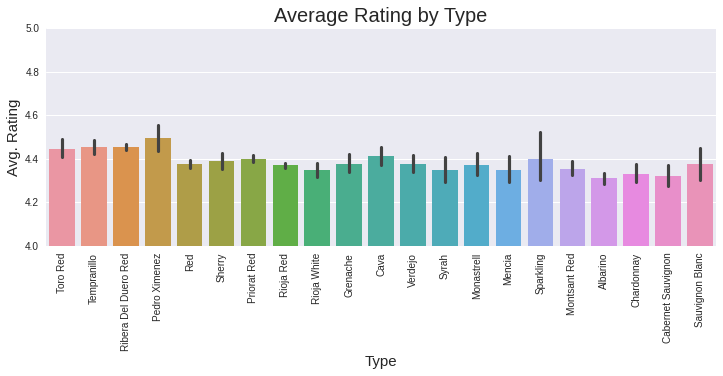 Average Rating by Type
Avg. Rating
5.0
4.8
4.6
4.4
4.2
4.0
Toro Red
Tempranillo
Ribera Del Duero Red
Pedro Ximenez
Red
Sherry
Priorat Red
Rioja Red
Rioja White
Grenache
Cava
Verdejo
Syrah
Monastrell
Mencia
Sparkling
Montsant Red
Albarino
Chardonnay
Cabernet Sauvignon
Sauvignon Blanc
Type